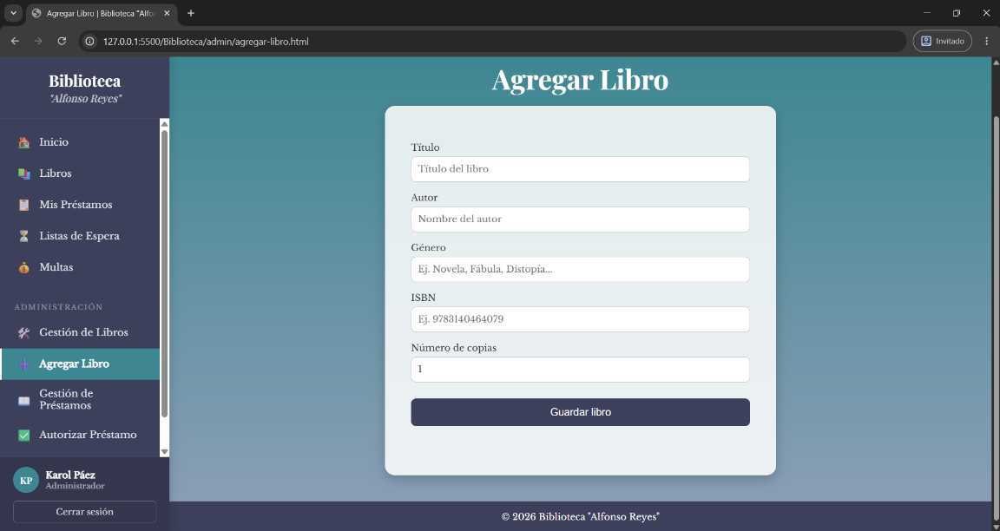 Agregar Libro | Biblioteca "Alfor
127.0.0.1:5500/Biblioteca/admin/agregar-libro.html
Invitado
Biblioteca
"Alfonso Reyes"
Inicio
Libros
Mis Préstamos
Listas de Espera
Multas
ADMINISTRACIÓN
Gestión de Libros
Agregar Libro
Gestión de
Préstamos
Autorizar Préstamo
KP
Karol Páez
Administrador
Cerrar sesión
Agregar Libro
Título
Título del libro
Autor
Nombre del autor
Género
Ej. Novela, Fábula, Distopía...
ISBN
Ej. 9783140464079
Número de copias
1
Guardar libro
© 2026 Biblioteca "Alfonso Reyes"